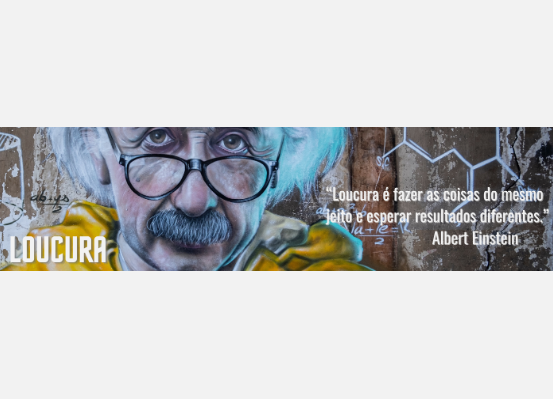 LOUCURA
“Loucura é fazer as coisas do mesmo
jeito e esperar resultados diferentes.”
Albert Einstein